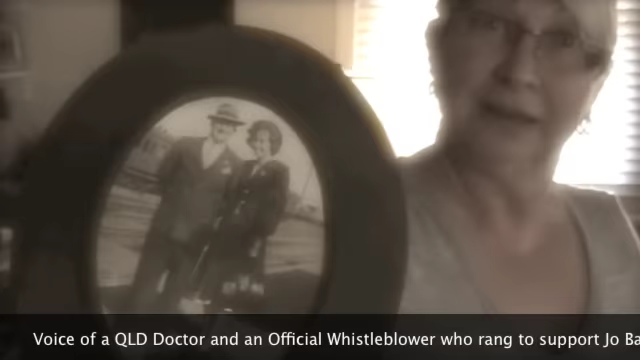 Voice of a QLD Doctor and an Official Whistleblower who rang to support Jo